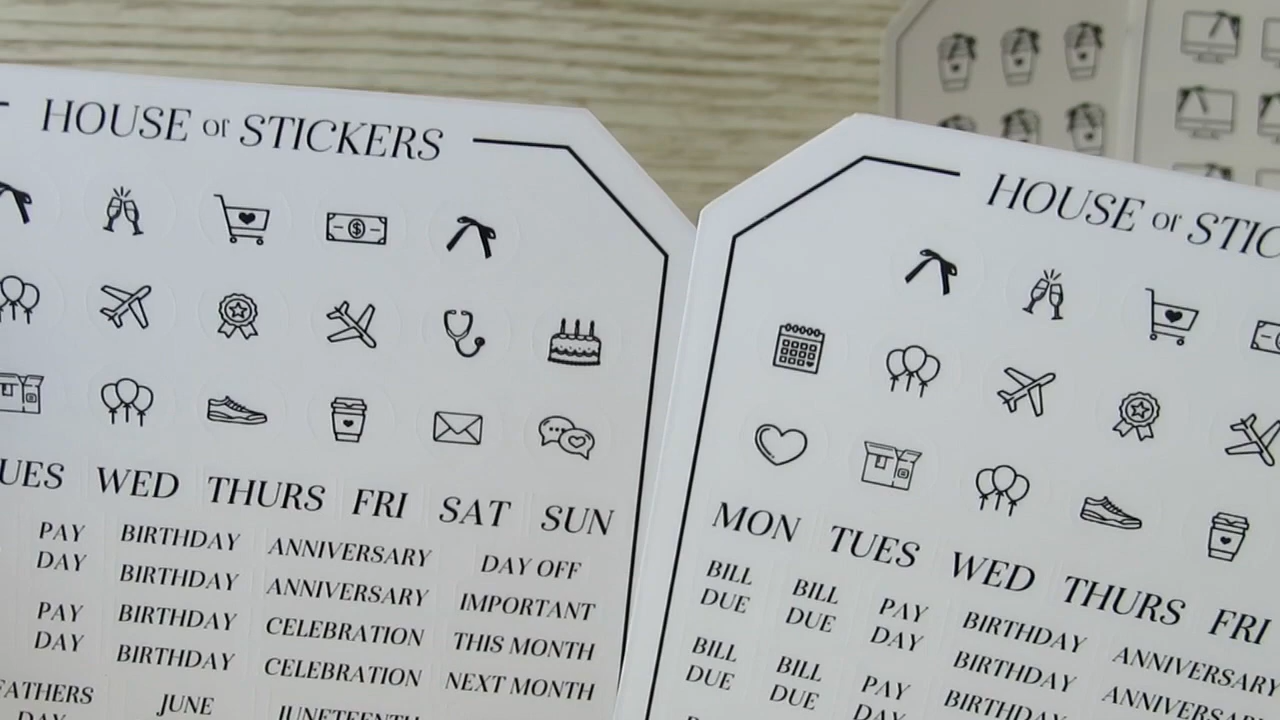 HOUSE OF STICKERS
TUES WED THURS FRI SAT SUN
PAY DAY BIRTHDAY ANNIVERSARY DAY OFF
BIRTHDAY ANNIVERSARY IMPORTANT
PAY DAY BIRTHDAY CELEBRATION THIS MONTH
BIRTHDAY CELEBRATION NEXT MONTH
FATHERS DAY JUNE JUNETEENTH
HOUSE OF STIC
MON TUES WED THURS FRI
BILL DUE BILL DUE PAY DAY BIRTHDAY ANNIVERSARY
BIRTHDAY ANNIVERSARY
BILL DUE BILL DUE PAY DAY BIRTHDAY